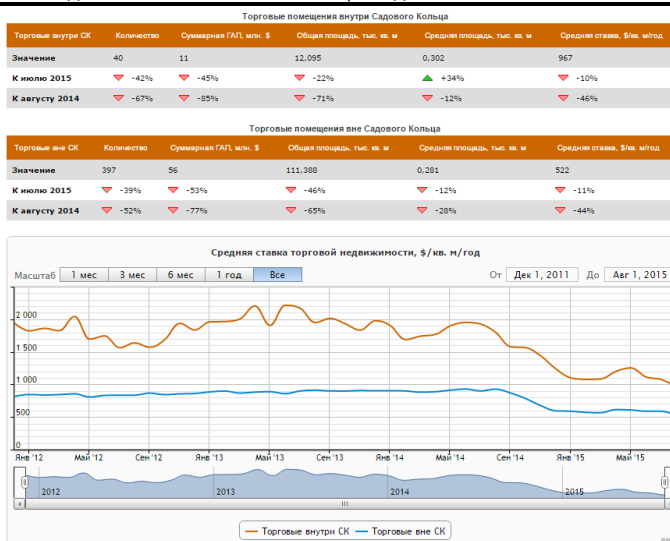 Торговые помещения внутри Садового Кольца
Торговые внутри СК Количество Суммарная ГАП, млн. $ Общая площадь, тыс. кв. м Средняя площадь, тыс. кв. м Средняя ставка, $/кв. м/год
Значение 40 11 12,095 0,302 967
К июлю 2015 -42% -45% -22% +34% -10%
К августу 2014 -67% -85% -71% -12% -46%
Торговые помещения вне Садового Кольца
Торговые вне СК Количество Суммарная ГАП, млн. $ Общая площадь, тыс. кв. м Средняя площадь, тыс. кв. м Средняя ставка, $/кв. м/год
Значение 397 56 111,388 0,281 522
К июлю 2015 -39% -53% -46% -12% -11%
К августу 2014 -52% -77% -65% -28% -44%
Средняя ставка торговой недвижимости, $/кв. м/год
Масштаб 1 мес 3 мес 6 мес 1 год Все От Дек 1, 2011 До Авг 1, 2015
2 000
1 500
1 000
500
0
Янв '12 Май '12 Сен '12 Янв '13 Май '13 Сен '13 Янв '14 Май '14 Сен '14 Янв '15 Май '15
2012 2013 2014 2015
Торговые внутри СК Торговые вне СК